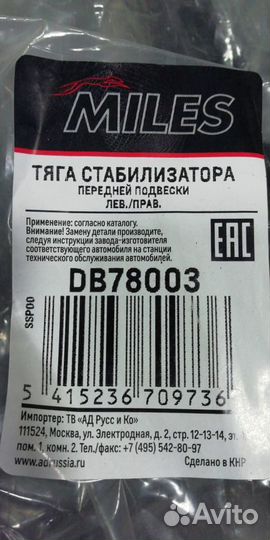 MILES
ТЯГА СТАБИЛИЗАТОРА
ПЕРЕДНЕЙ ПОДВЕСКИ
ЛЕВ./ПРАВ.
Применение: согласно каталогу.
Внимание! Замену детали производите,
следуя инструкции завода-изготовителя
соответствующего автомобиля на станции
технического обслуживания автомобилей.
EAC
DB78003
SSP00
5 415236 709736
Импортер: ТВ «АД Русс и Ко»
111524, Москва, ул. Электродная, д. 2, стр. 12-13-14, эт.
пом. 1, комн. 2. Тел./факс: +7 (495) 542-80-97
www.adrussia.ru Сделано в КНР
Avito